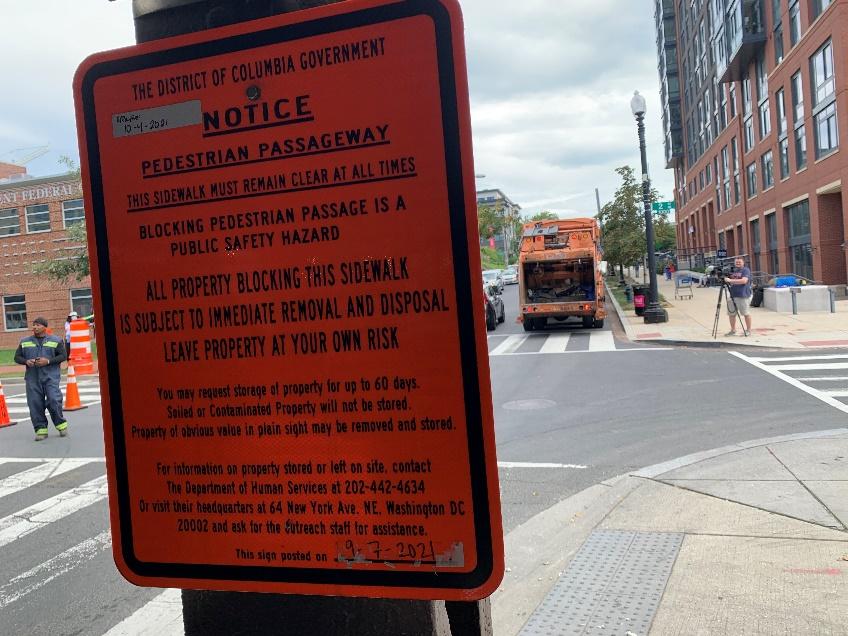 THE DISTRICT OF COLUMBIA GOVERNMENT
10-4-2021
NOTICE
PEDESTRIAN PASSAGEWAY
THIS SIDEWALK MUST REMAIN CLEAR AT ALL TIMES
BLOCKING PEDESTRIAN PASSAGE IS A
PUBLIC SAFETY HAZARD
ALL PROPERTY BLOCKING THIS SIDEWALK
IS SUBJECT TO IMMEDIATE REMOVAL AND DISPOSAL
LEAVE PROPERTY AT YOUR OWN RISK
You may request storage of property for up to 60 days.
Soiled or Contaminated Property will not be stored.
Property of obvious value in plain sight may be removed and stored.
For information on property stored or left on site, contact
The Department of Human Services at 202-442-4634
Or visit their headquarters at 64 New York Ave. NE, Washington DC
20002 and ask for the outreach staff for assistance.
This sign posted on 9-7-2021
ENT FEDERAL